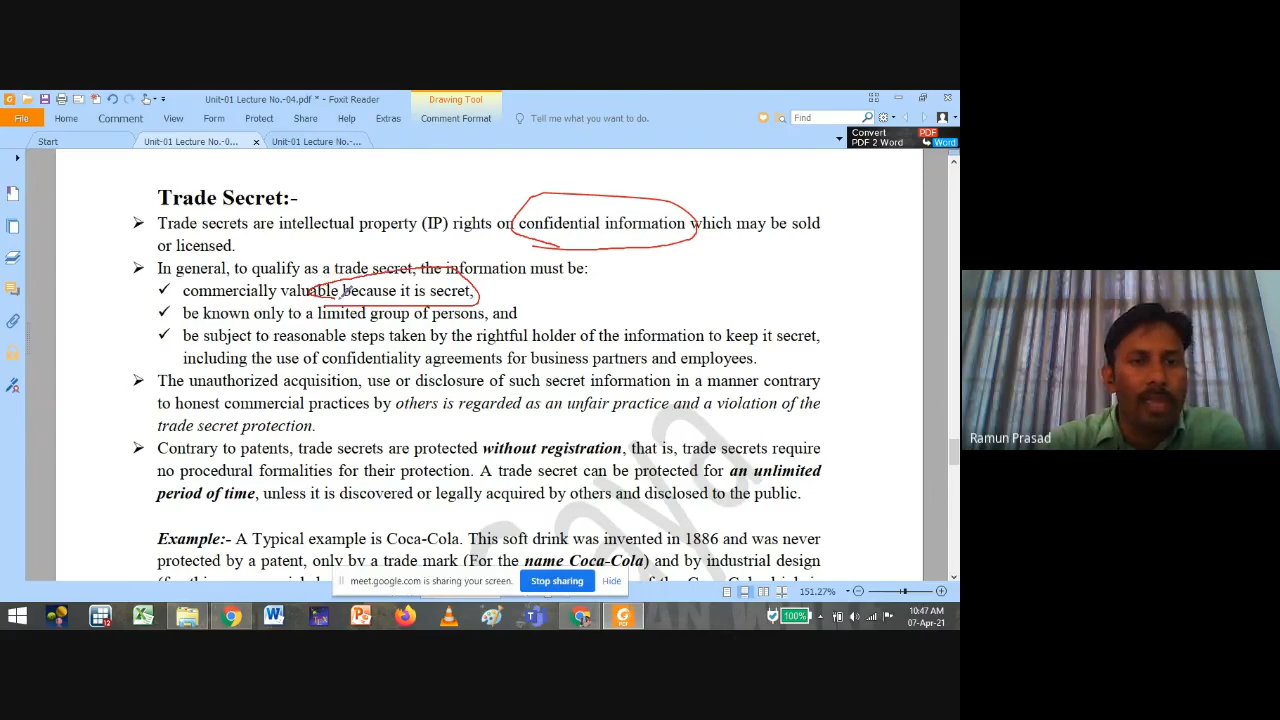 Unit-01 Lecture No.-04.pdf * - Foxit Reader
Drawing Tool
File Home Comment View Form Protect Share Help Extras Comment Format Tell me what you want to do. Find
Start Unit-01 Lecture No.-0... Unit-01 Lecture No.-...
Convert PDF
PDF 2 Word Word
Trade Secret:-
➢ Trade secrets are intellectual property (IP) rights on confidential information which may be sold
or licensed.
➢ In general, to qualify as a trade secret, the information must be:
✓ commercially valuable because it is secret,
✓ be known only to a limited group of persons, and
✓ be subject to reasonable steps taken by the rightful holder of the information to keep it secret,
including the use of confidentiality agreements for business partners and employees.
➢ The unauthorized acquisition, use or disclosure of such secret information in a manner contrary
to honest commercial practices by others is regarded as an unfair practice and a violation of the
trade secret protection.
➢ Contrary to patents, trade secrets are protected without registration, that is, trade secrets require
no procedural formalities for their protection. A trade secret can be protected for an unlimited
period of time, unless it is discovered or legally acquired by others and disclosed to the public.
Example:- A Typical example is Coca-Cola. This soft drink was invented in 1886 and was never
protected by a patent, only by a trade mark (For the name Coca-Cola) and by industrial design
Gaya
meet.google.com is sharing your screen. Stop sharing Hide
151.27%
12
100%
10:47 AM
07-Apr-21
Ramun Prasad